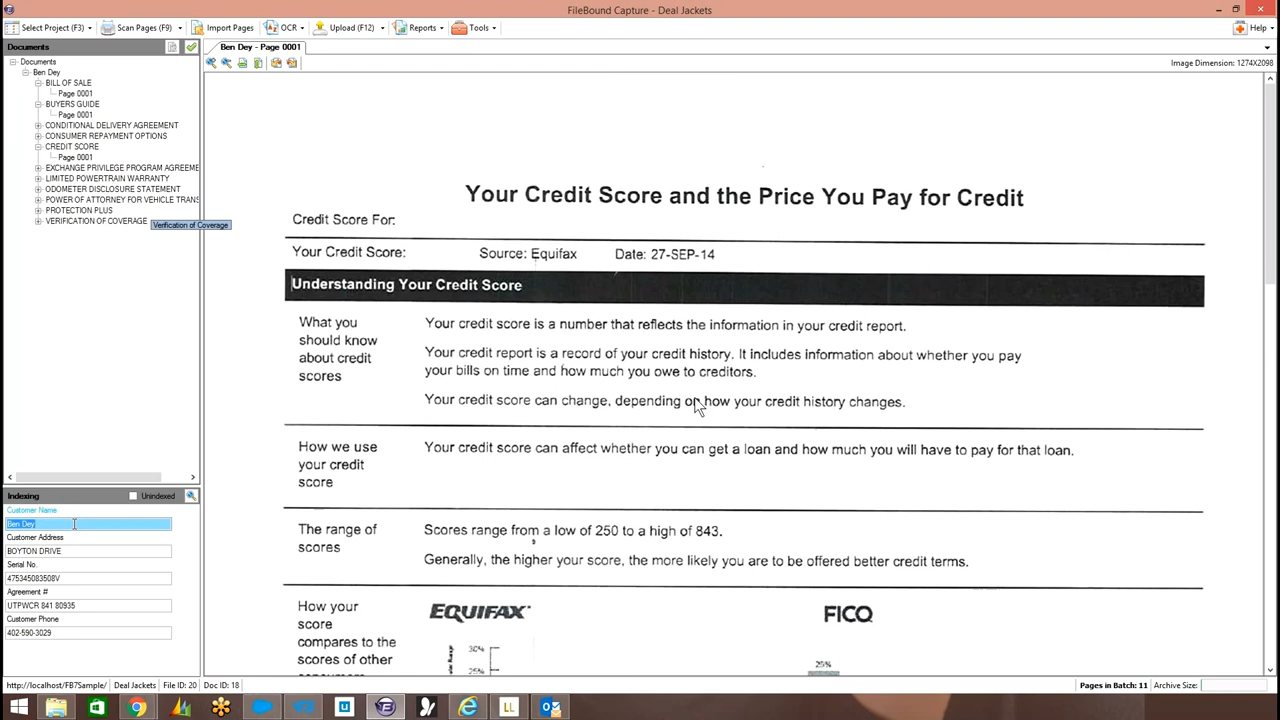 FileBound Capture - Deal Jackets
Select Project (F3) Scan Pages (F9) Import Pages OCR Upload (F12) Reports Tools Help
Documents
Ben Dey - Page 0001
Image Dimension: 1274X2098
Documents
Ben Dey
BILL OF SALE
Page 0001
BUYERS GUIDE
Page 0001
CONDITIONAL DELIVERY AGREEMENT
CONSUMER REPAYMENT OPTIONS
CREDIT SCORE
Page 0001
EXCHANGE PRIVILEGE PROGRAM AGREEME
LIMITED POWERTRAIN WARRANTY
ODOMETER DISCLOSURE STATEMENT
POWER OF ATTORNEY FOR VEHICLE TRANS
PROTECTION PLUS
VERIFICATION OF COVERAGE
Verification of Coverage
Indexing
Unindexed
Customer Name
Ben Dey
Customer Address
BOYTON DRIVE
Serial No.
475345083508V
Agreement #
UTPWCR 841 80935
Customer Phone
402-590-3029
Your Credit Score and the Price You Pay for Credit
Credit Score For:
Your Credit Score: Source: Equifax Date: 27-SEP-14
Understanding Your Credit Score
What you
should know
about credit
scores
Your credit score is a number that reflects the information in your credit report.
Your credit report is a record of your credit history. It includes information about whether you pay
your bills on time and how much you owe to creditors.
Your credit score can change, depending on how your credit history changes.
How we use
your credit
score
Your credit score can affect whether you can get a loan and how much you will have to pay for that loan.
The range of
scores
Scores range from a low of 250 to a high of 843.
Generally, the higher your score, the more likely you are to be offered better credit terms.
How your
score
compares to the
scores of other
EQUIFAX
FICO
30%
25%
25%
http://localhost/FB7Sample/ Deal Jackets File ID: 20 Doc ID: 18
Pages in Batch: 11 Archive Size: